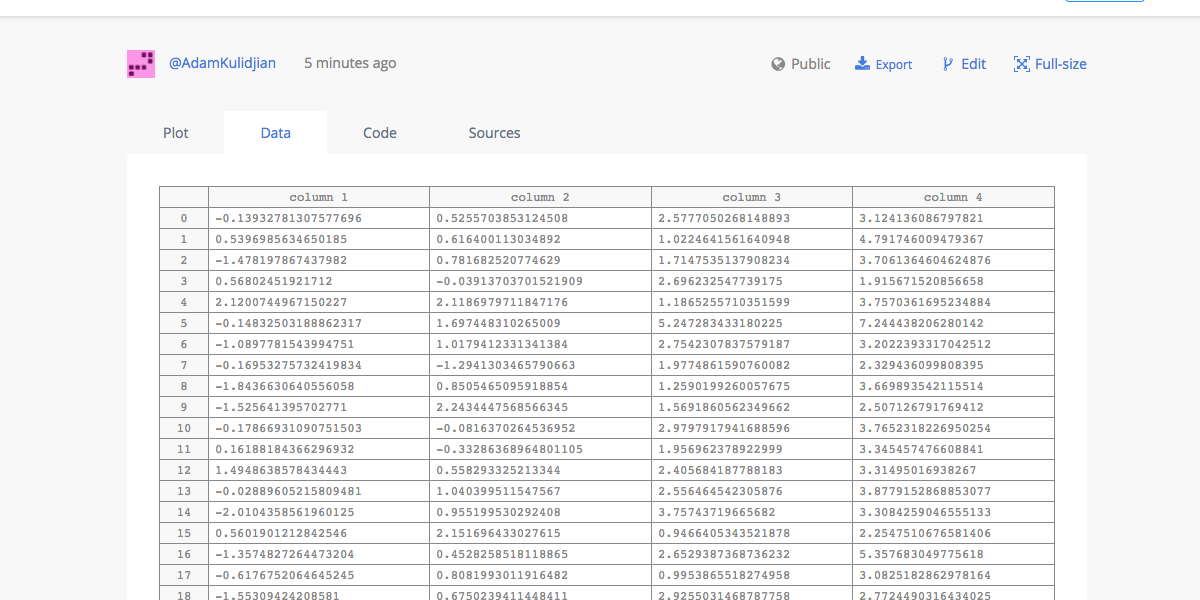 @AdamKulidjian 5 minutes ago Public Export Edit Full-size
Plot Data Code Sources
column 1 column 2 column 3 column 4
0 -0.13932781307577696 0.5255703853124508 2.5777050268148893 3.124136086797821
1 0.5396985634650185 0.616400113034892 1.0224641561640948 4.791746009479367
2 -1.478197867437982 0.781682520774629 1.7147535137908234 3.7061364604624876
3 0.56802451921712 -0.03913703701521909 2.696232547739175 1.915671520856658
4 2.1200744967150227 2.1186979711847176 1.1865255710351599 3.7570361695234884
5 -0.14832503188862317 1.697448310265009 5.247283433180225 7.244438206280142
6 -1.0897781543994751 1.0179412331341384 2.7542307837579187 3.2022393317042512
7 -0.16953275732419834 -1.2941303465790663 1.9774861590760082 2.329436099808395
8 -1.8436630640556058 0.8505465095918854 1.2590199260057675 3.669893542115514
9 -1.525641395702771 2.2434447568566345 1.5691860562349662 2.507126791769412
10 -0.17866931090751503 -0.0816370264536952 2.9797917941688596 3.7652318226950254
11 0.16188184366296932 -0.33286368964801105 1.956962378922999 3.345457476608841
12 1.4948638578434443 0.558293325213344 2.405684187788183 3.31495016938267
13 -0.02889605215809481 1.040399511547567 2.556464542305876 3.8779152868853077
14 -2.0104358561960125 0.955199530292408 3.75743719665682 3.3084259046555133
15 0.5601901212842546 2.151696433027615 0.9466405343521878 2.2547510676581406
16 -1.3574827264473204 0.4528258518118865 2.6529387368736232 5.357683049775618
17 -0.6176752064645245 0.8081993011916482 0.9953865518274958 3.0825182862978164
18 -1.55309424208581 0.6750239411448411 2.9255031468787758 2.7724490316434025